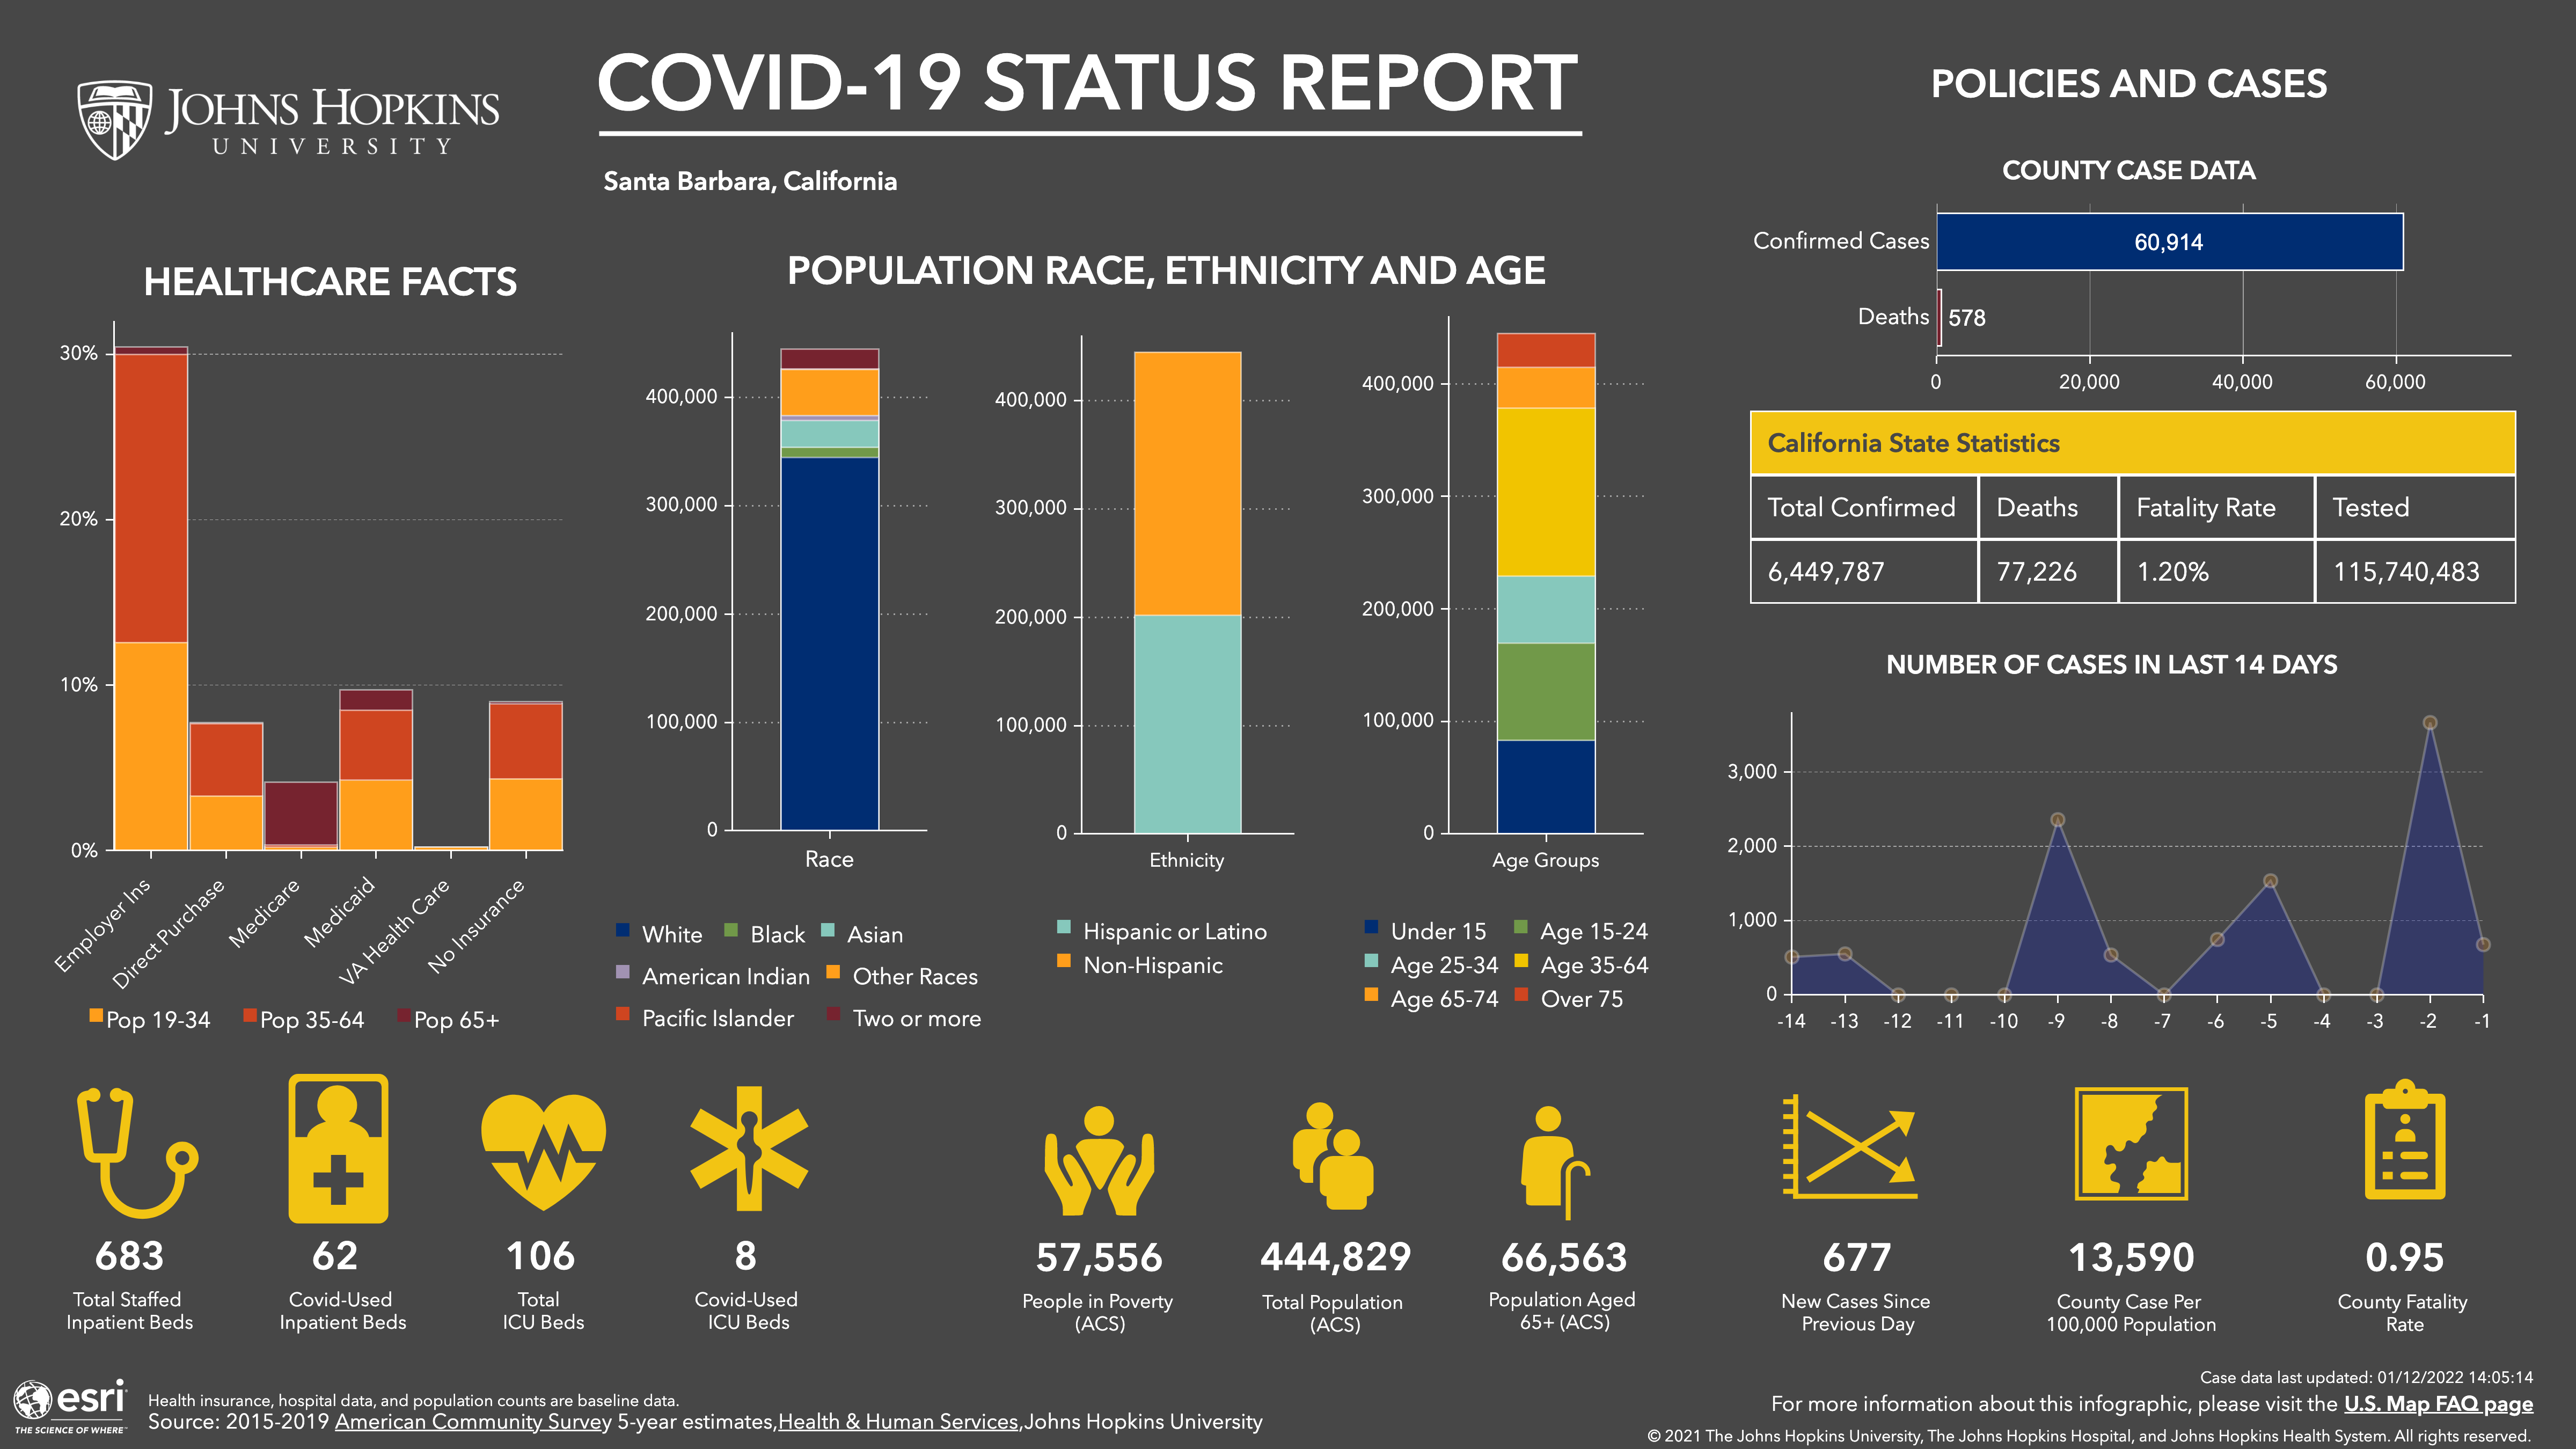 JOHNS HOPKINS
UNIVERSITY
COVID-19 STATUS REPORT
Santa Barbara, California
HEALTHCARE FACTS
30%
20%
10%
0%
Employer Ins
Direct Purchase
Medicare
Medicaid
VA Health Care
No Insurance
Pop 19-34 Pop 35-64 Pop 65+
POPULATION RACE, ETHNICITY AND AGE
400,000
300,000
200,000
100,000
0
Race
White Black Asian
American Indian Other Races
Pacific Islander Two or more
400,000
300,000
200,000
100,000
0
Ethnicity
Hispanic or Latino
Non-Hispanic
400,000
300,000
200,000
100,000
0
Age Groups
Under 15 Age 15-24
Age 25-34 Age 35-64
Age 65-74 Over 75
POLICIES AND CASES
COUNTY CASE DATA
Confirmed Cases 60,914
Deaths 578
0 20,000 40,000 60,000
California State Statistics
Total Confirmed Deaths Fatality Rate Tested
6,449,787 77,226 1.20% 115,740,483
NUMBER OF CASES IN LAST 14 DAYS
3,000
2,000
1,000
0
-14 -13 -12 -11 -10 -9 -8 -7 -6 -5 -4 -3 -2 -1
683
Total Staffed
Inpatient Beds
62
Covid-Used
Inpatient Beds
106
Total
ICU Beds
8
Covid-Used
ICU Beds
57,556
People in Poverty
(ACS)
444,829
Total Population
(ACS)
66,563
Population Aged
65+ (ACS)
677
New Cases Since
Previous Day
13,590
County Case Per
100,000 Population
0.95
County Fatality
Rate
esri
THE SCIENCE OF WHERE™
Health insurance, hospital data, and population counts are baseline data.
Source: 2015-2019 American Community Survey 5-year estimates,Health & Human Services,Johns Hopkins University
Case data last updated: 01/12/2022 14:05:14
For more information about this infographic, please visit the U.S. Map FAQ page
© 2021 The Johns Hopkins University, The Johns Hopkins Hospital, and Johns Hopkins Health System. All rights reserved.